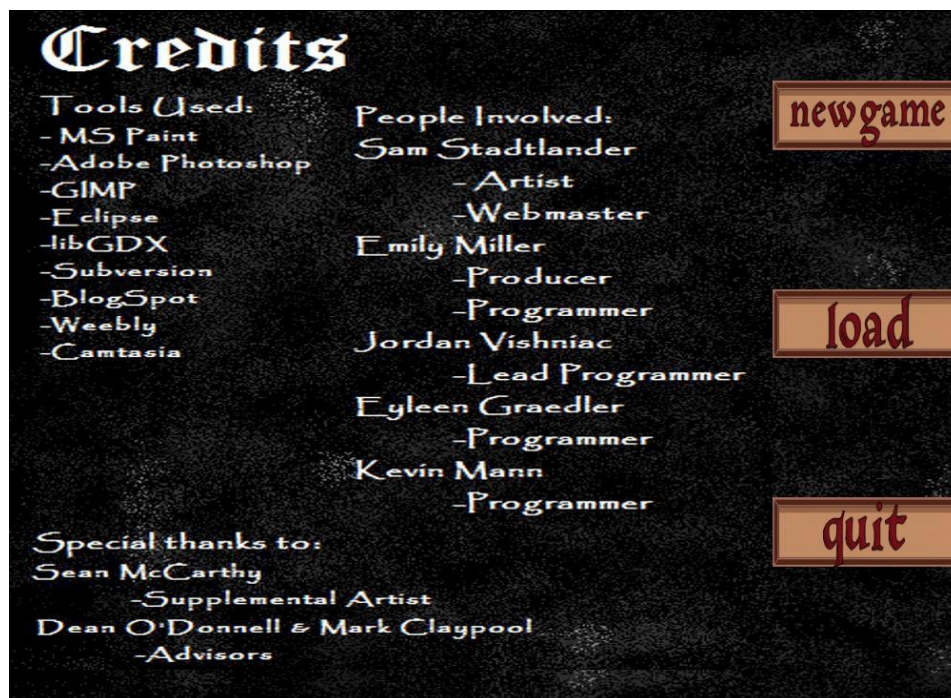 Credits
Tools Used:
- MS Paint
-Adobe Photoshop
-GIMP
-Eclipse
-libGDX
-Subversion
-BlogSpot
-Weebly
-Camtasia
People Involved:
Sam Stadtlander
- Artist
-Webmaster
Emily Miller
-Producer
-Programmer
Jordan Vishniac
-Lead Programmer
Eyleen Graedler
-Programmer
Kevin Mann
-Programmer
Special thanks to:
Sean McCarthy
-Supplemental Artist
Dean O'Donnell & Mark Claypool
-Advisors
newgame
load
quit